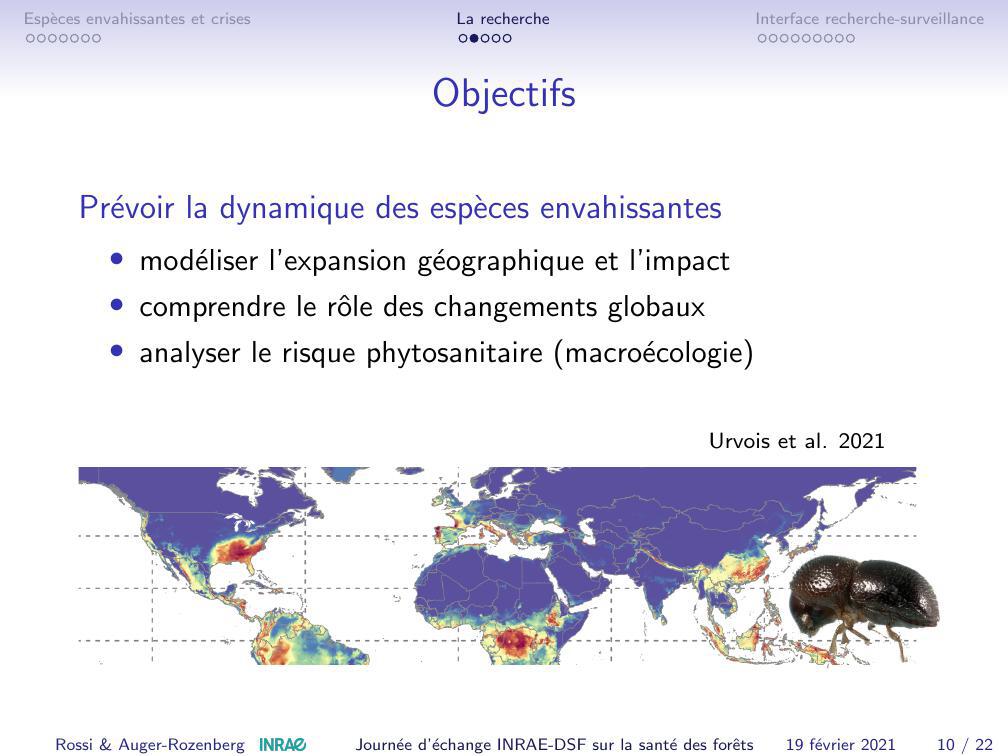 Espèces envahissantes et crises
La recherche
Interface recherche-surveillance
Objectifs
Prévoir la dynamique des espèces envahissantes
• modéliser l'expansion géographique et l'impact
• comprendre le rôle des changements globaux
• analyser le risque phytosanitaire (macroécologie)
Urvois et al. 2021
Rossi & Auger-Rozenberg INRAE Journée d'échange INRAE-DSF sur la santé des forêts 19 février 2021 10 / 22